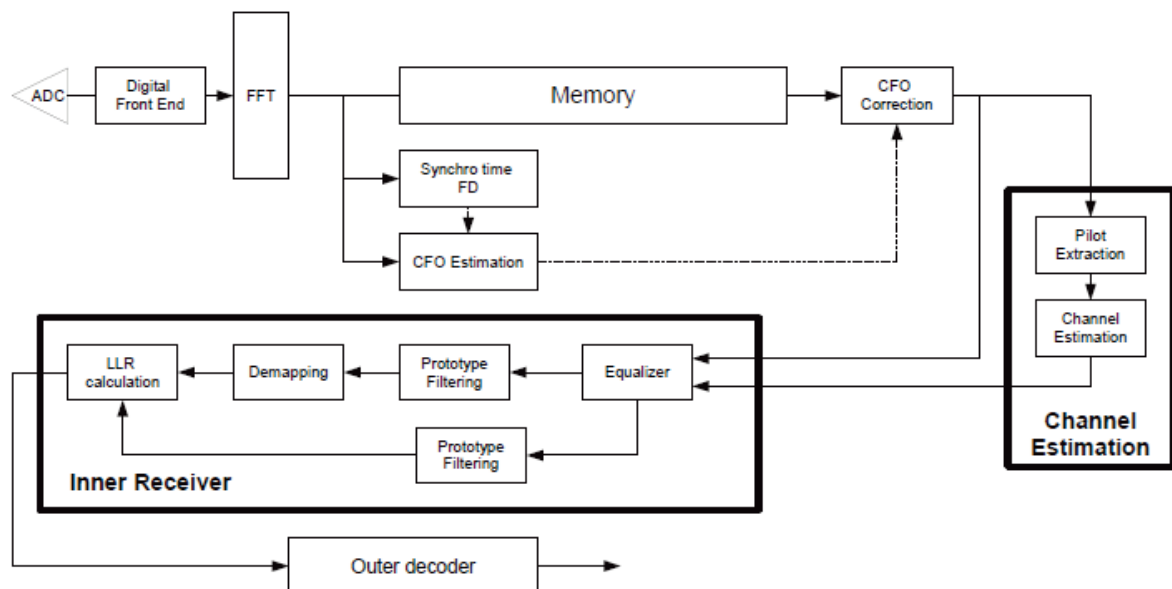 ADC
Digital
Front End
FFT
Memory
CFO
Correction
Synchro time
FD
CFO Estimation
Pilot
Extraction
Channel
Estimation
Channel
Estimation
LLR
calculation
Demapping
Prototype
Filtering
Equalizer
Prototype
Filtering
Inner Receiver
Outer decoder